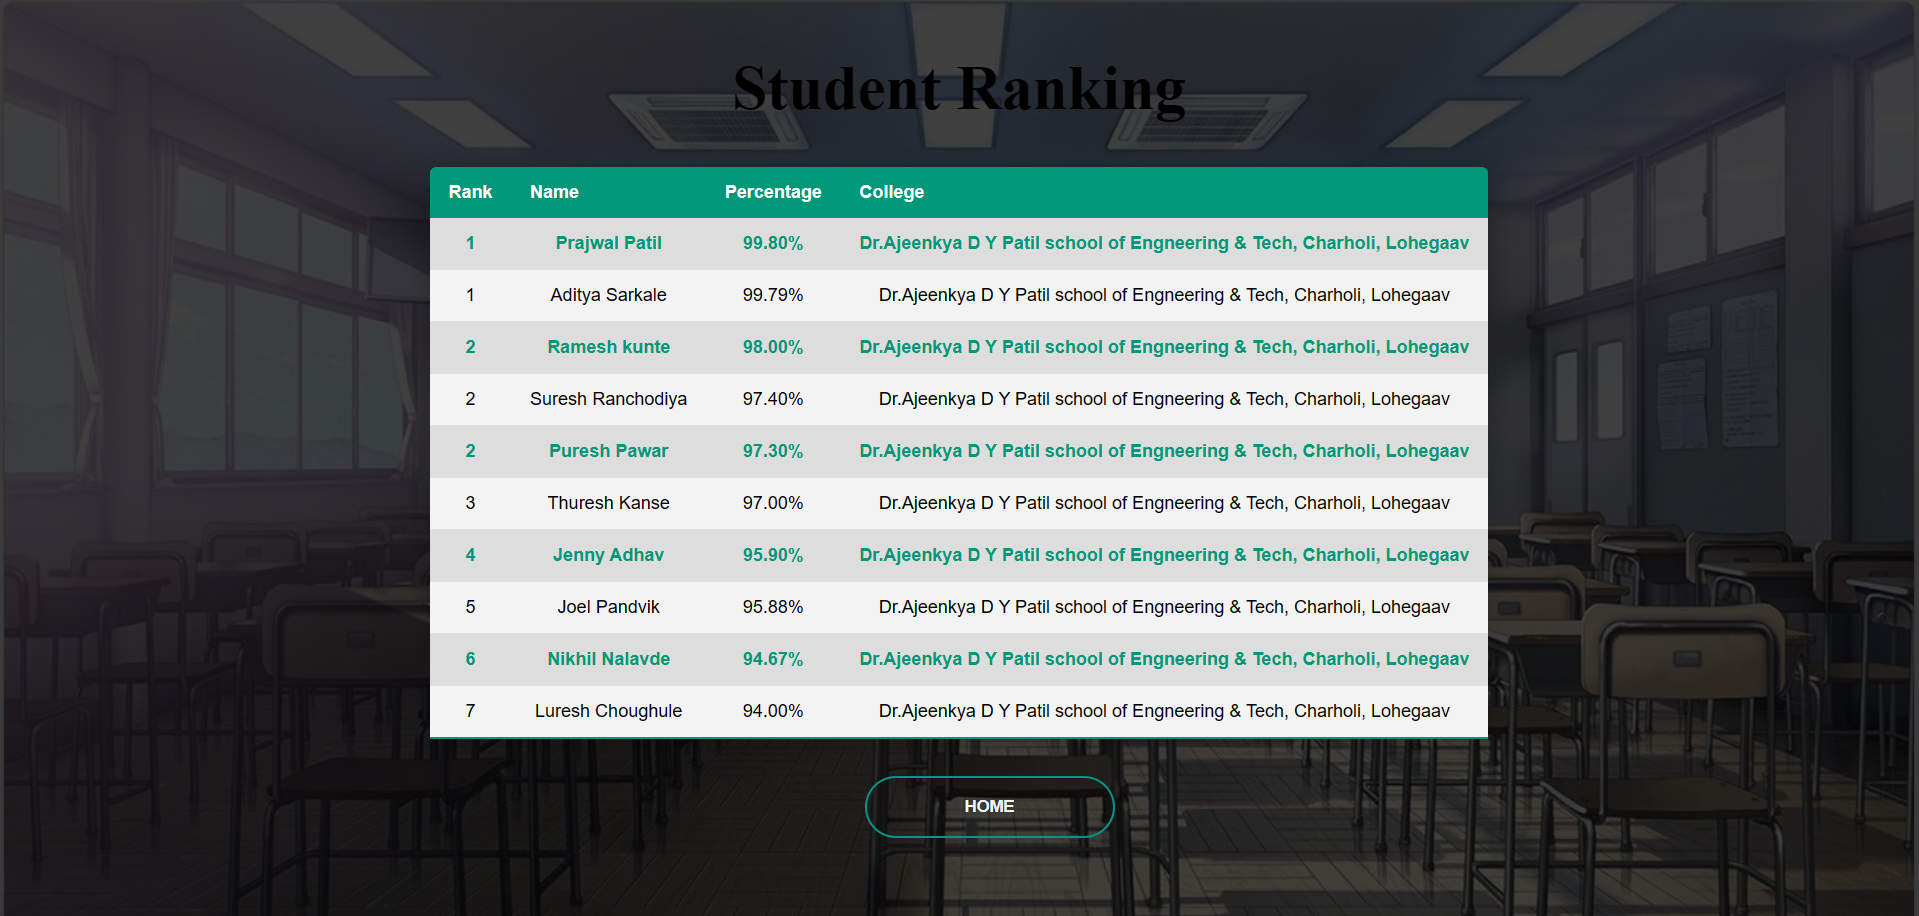 Student Ranking
Rank Name Percentage College
1 Prajwal Patil 99.80% Dr.Ajeenkya D Y Patil school of Engneering & Tech, Charholi, Lohegaav
1 Aditya Sarkale 99.79% Dr.Ajeenkya D Y Patil school of Engneering & Tech, Charholi, Lohegaav
2 Ramesh kunte 98.00% Dr.Ajeenkya D Y Patil school of Engneering & Tech, Charholi, Lohegaav
2 Suresh Ranchodiya 97.40% Dr.Ajeenkya D Y Patil school of Engneering & Tech, Charholi, Lohegaav
2 Puresh Pawar 97.30% Dr.Ajeenkya D Y Patil school of Engneering & Tech, Charholi, Lohegaav
3 Thuresh Kanse 97.00% Dr.Ajeenkya D Y Patil school of Engneering & Tech, Charholi, Lohegaav
4 Jenny Adhav 95.90% Dr.Ajeenkya D Y Patil school of Engneering & Tech, Charholi, Lohegaav
5 Joel Pandvik 95.88% Dr.Ajeenkya D Y Patil school of Engneering & Tech, Charholi, Lohegaav
6 Nikhil Nalavde 94.67% Dr.Ajeenkya D Y Patil school of Engneering & Tech, Charholi, Lohegaav
7 Luresh Choughule 94.00% Dr.Ajeenkya D Y Patil school of Engneering & Tech, Charholi, Lohegaav
HOME